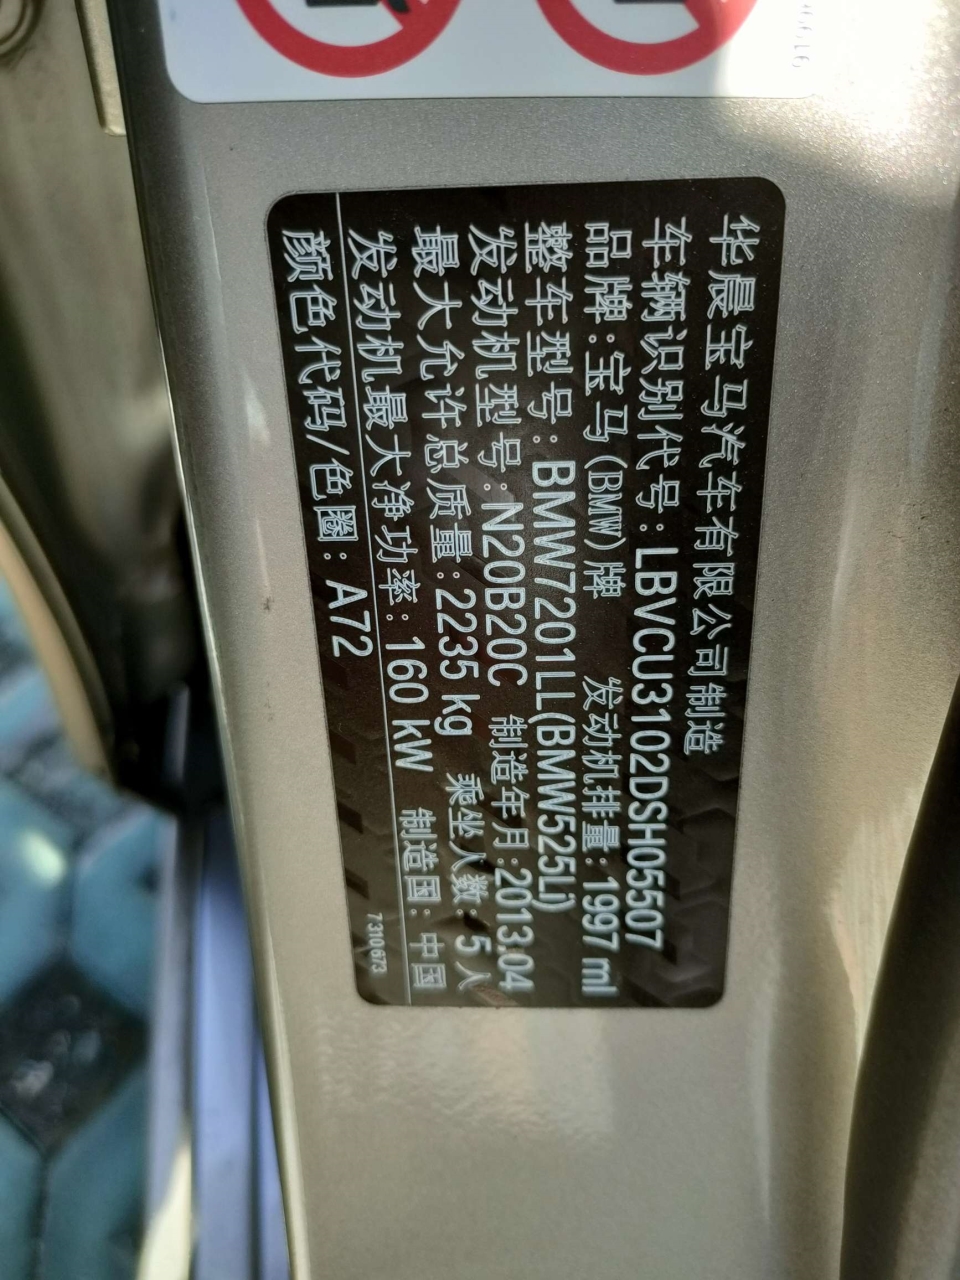 华晨宝马汽车有限公司制造
车辆识别代号:LBVCU3102DSH05507
品牌:宝马(BMW)牌 发动机排量:1997 ml
整车型号:BMW7201LL(BMW525Li)
发动机型号:N20B20C 制造年月:2013.04
最大允许总质量:2235 kg 乘坐人数:5人
发动机最大净功率:160 kW 制造国:中国
颜色代码/色圈:A72
7310673